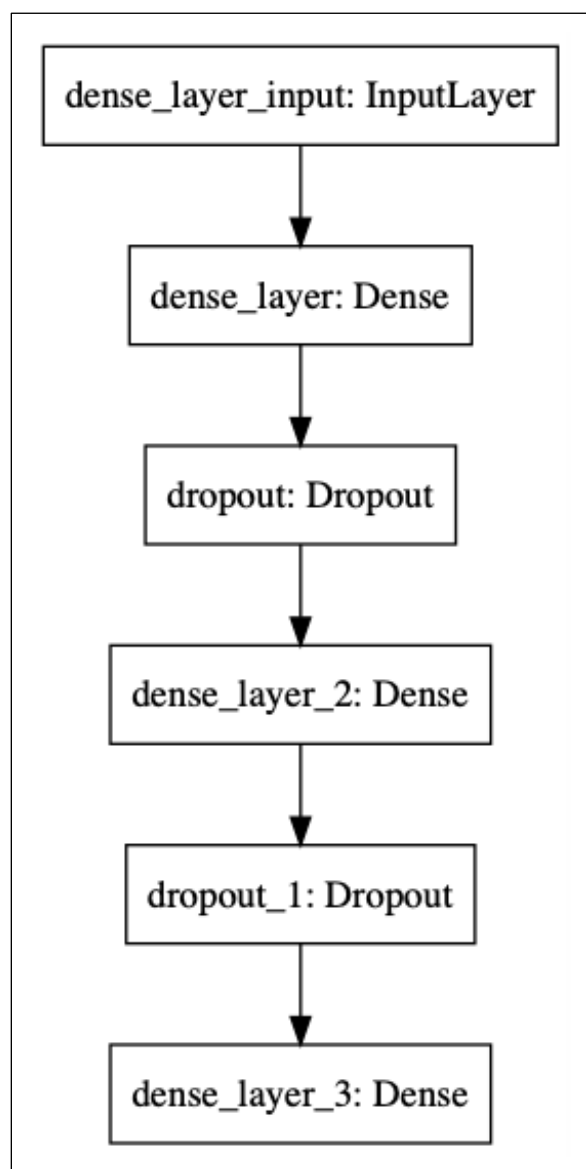 dense_layer_input: InputLayer
dense_layer: Dense
dropout: Dropout
dense_layer_2: Dense
dropout_1: Dropout
dense_layer_3: Dense